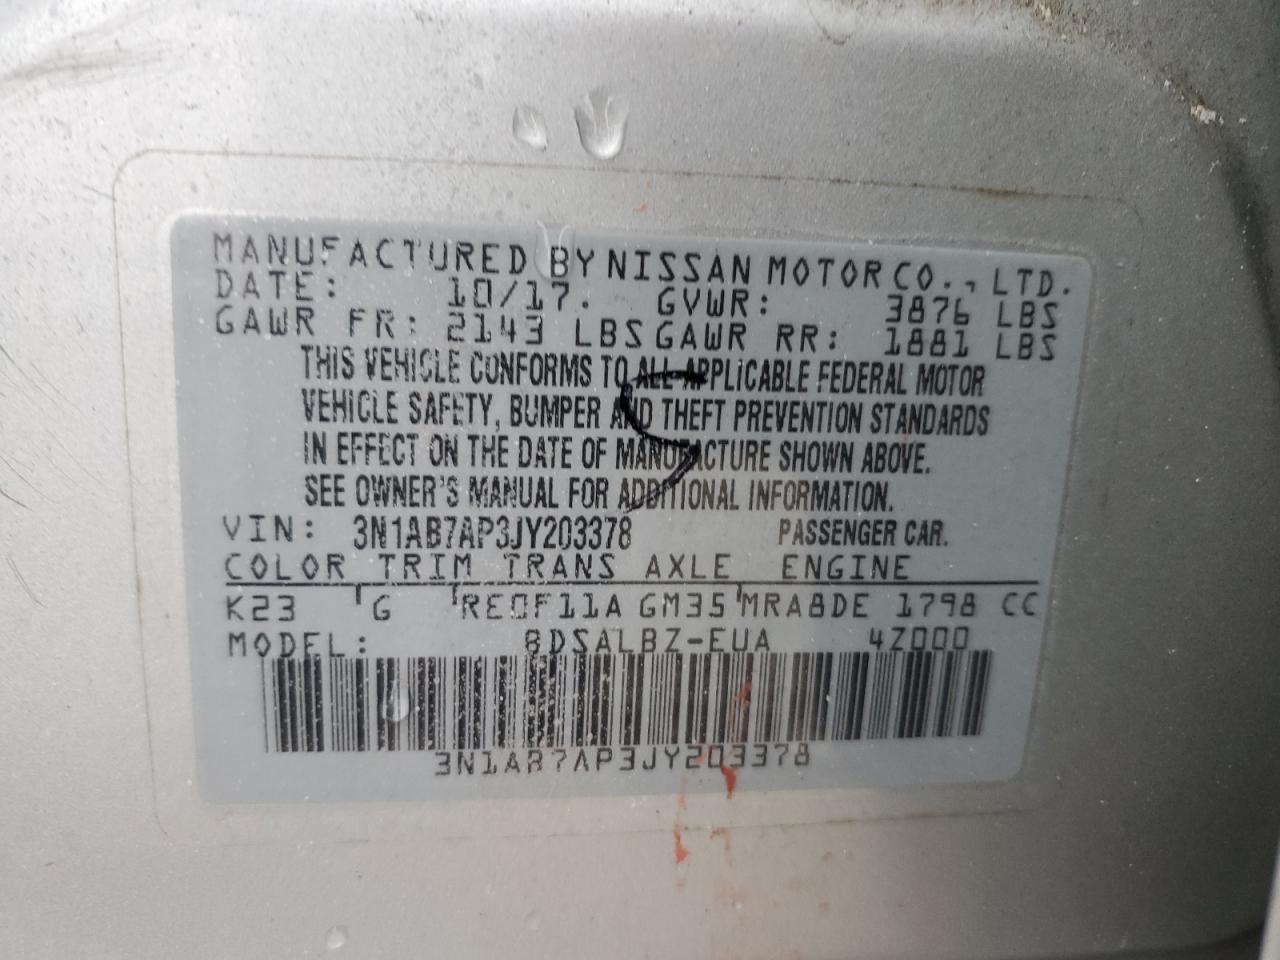 MANUFACTURED BY NISSAN MOTOR CO., LTD.
DATE: 10/17. GVWR: 3876 LBS
GAWR FR: 2143 LBS GAWR RR: 1881 LBS
THIS VEHICLE CONFORMS TO ALL APPLICABLE FEDERAL MOTOR
VEHICLE SAFETY, BUMPER AND THEFT PREVENTION STANDARDS
IN EFFECT ON THE DATE OF MANUFACTURE SHOWN ABOVE.
SEE OWNER'S MANUAL FOR ADDITIONAL INFORMATION.
VIN: 3N1AB7AP3JY203378 PASSENGER CAR.
COLOR TRIM TRANS AXLE ENGINE
K23 G RE0F11A GM35 MRA8DE 1798 CC
MODEL: BDSALBZ-EUA 4Z000
3N1AB7AP3JY203378